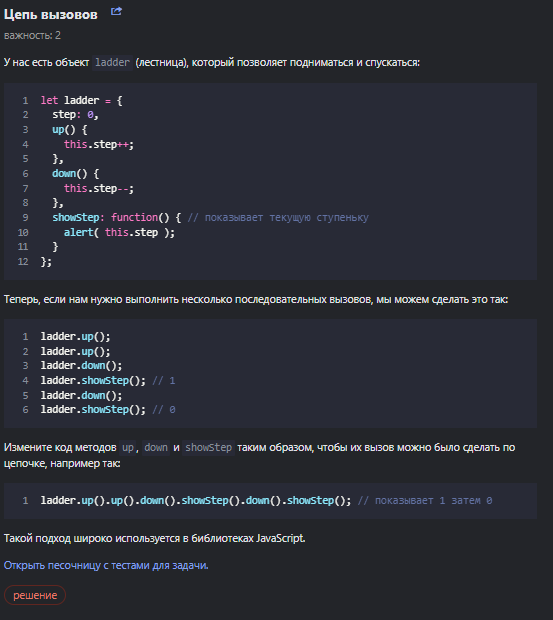 Цепь вызовов
важность: 2
У нас есть объект ladder (лестница), который позволяет подниматься и спускаться:
1 let ladder = {
2   step: 0,
3   up() {
4     this.step++;
5   },
6   down() {
7     this.step--;
8   },
9   showStep: function() { // показывает текущую ступеньку
10     alert( this.step );
11   }
12 };
Теперь, если нам нужно выполнить несколько последовательных вызовов, мы можем сделать это так:
1 ladder.up();
2 ladder.up();
3 ladder.down();
4 ladder.showStep(); // 1
5 ladder.down();
6 ladder.showStep(); // 0
Измените код методов up, down и showStep таким образом, чтобы их вызов можно было сделать по
цепочке, например так:
1 ladder.up().up().down().showStep().down().showStep(); // показывает 1 затем 0
Такой подход широко используется в библиотеках JavaScript.
Открыть песочницу с тестами для задачи.
решение